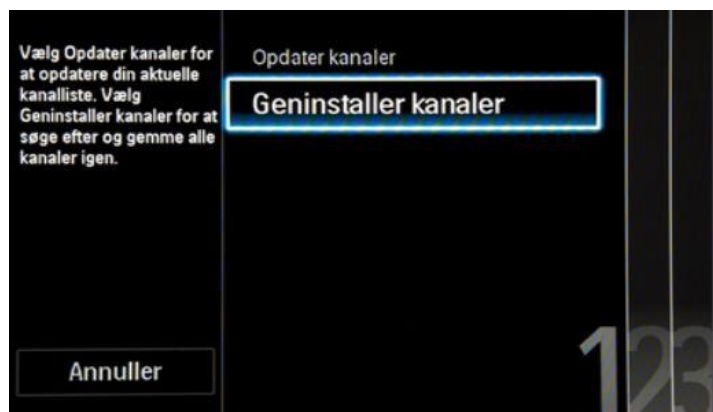 Vælg Opdater kanaler for
at opdatere din aktuelle
kanalliste. Vælg
Geninstaller kanaler for at
søge efter og gemme alle
kanaler igen.
Opdater kanaler
Geninstaller kanaler
Annuller
123